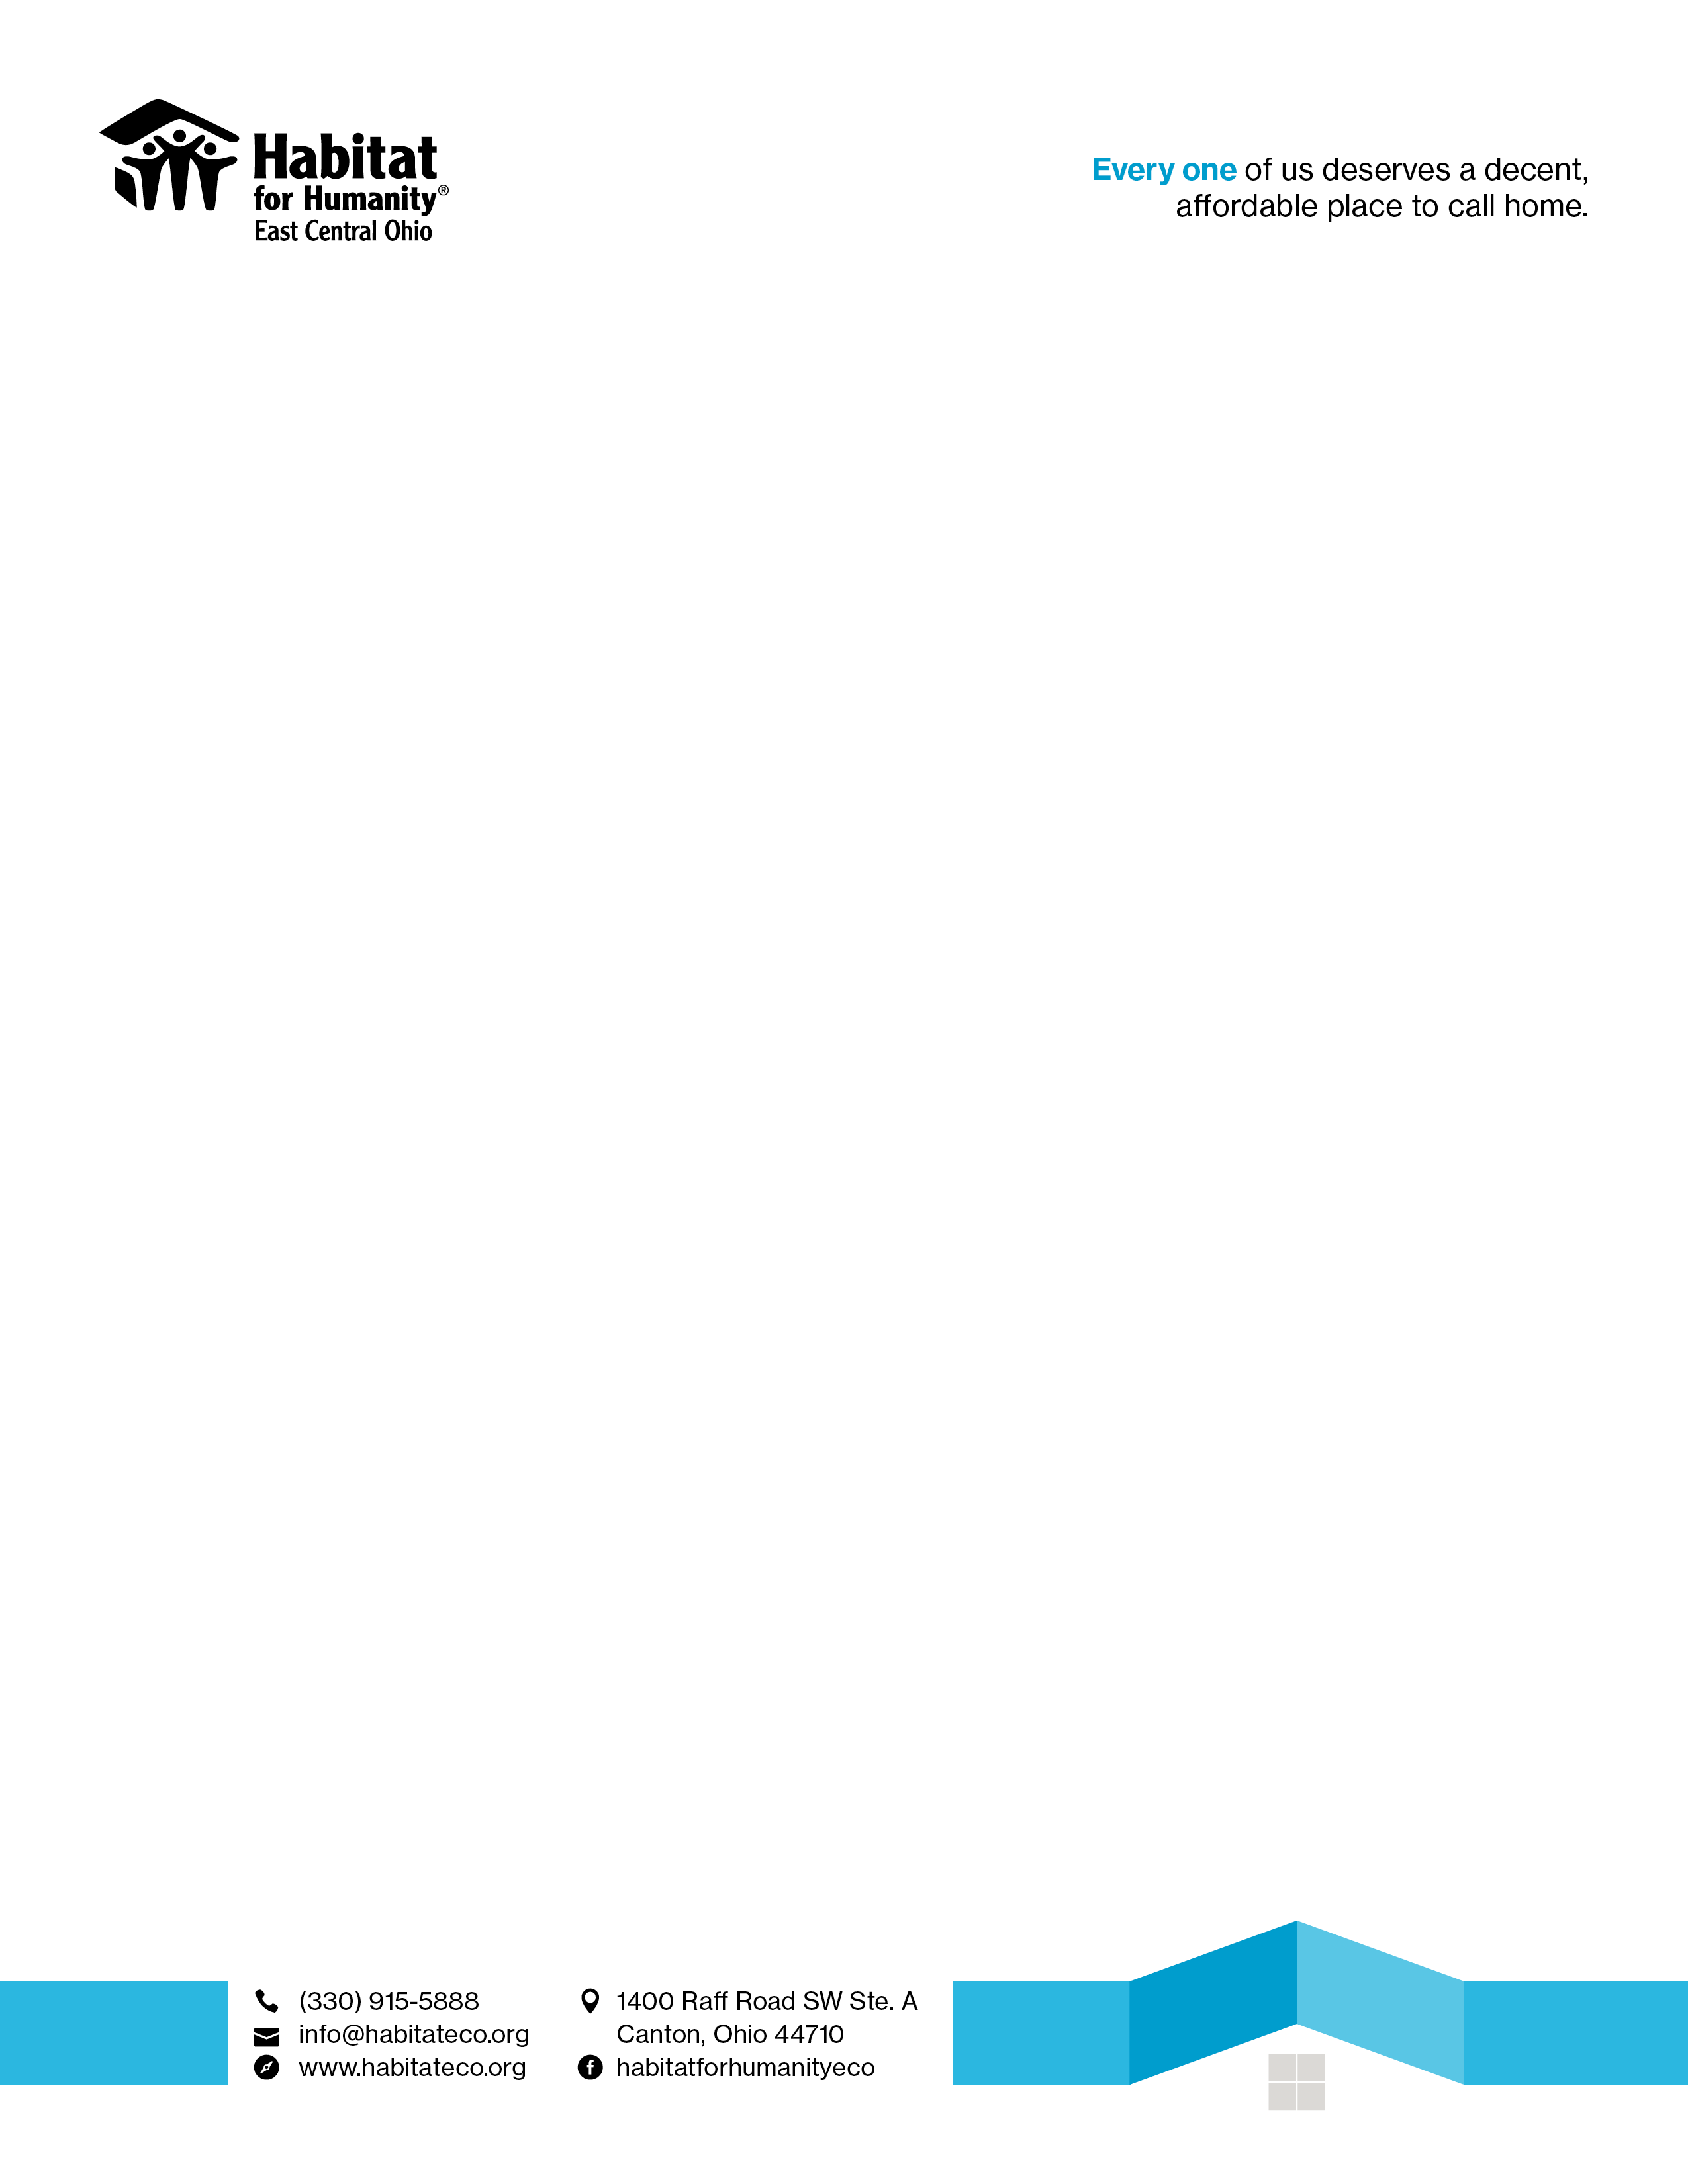 Habitat
for Humanity®
East Central Ohio
Every one of us deserves a decent,
affordable place to call home.
(330) 915-5888
info@habitateco.org
www.habitateco.org
1400 Raff Road SW Ste. A
Canton, Ohio 44710
habitatforhumanityeco